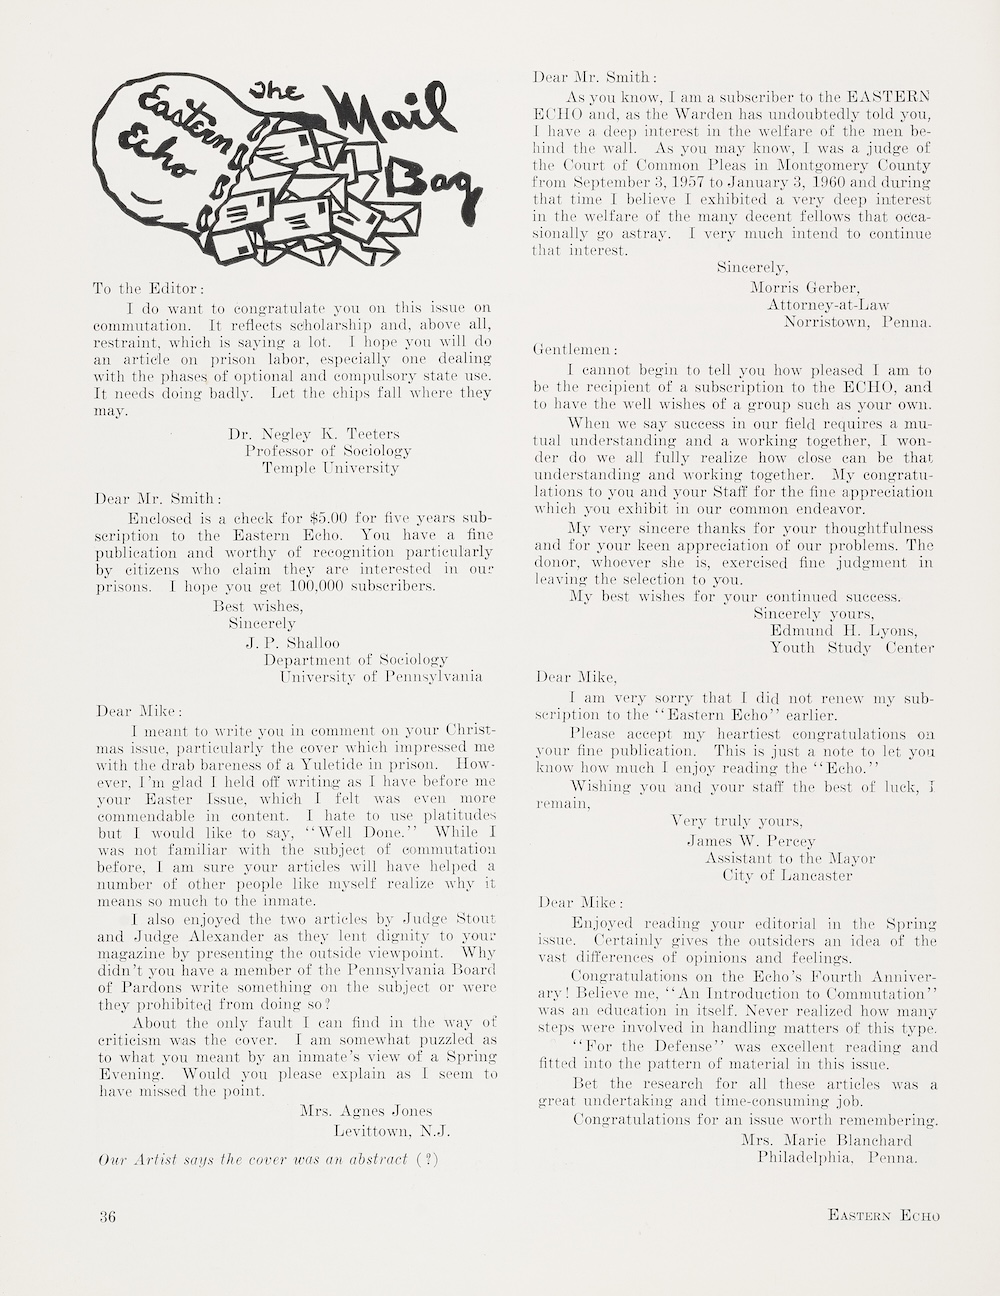 The Mail Bag
Eastern Echo
To the Editor:
I do want to congratulate you on this issue on
commutation. It reflects scholarship and, above all,
restraint, which is saying a lot. I hope you will do
an article on prison labor, especially one dealing
with the phases of optional and compulsory state use.
It needs doing badly. Let the chips fall where they
may.
Dr. Negley K. Teeters
Professor of Sociology
Temple University
Dear Mr. Smith:
Enclosed is a check for $5.00 for five years sub-
scription to the Eastern Echo. You have a fine
publication and worthy of recognition particularly
by citizens who claim they are interested in our
prisons. I hope you get 100,000 subscribers.
Best wishes,
Sincerely
J. P. Shalloo
Department of Sociology
University of Pennsylvania
Dear Mike:
I meant to write you in comment on your Christ-
mas issue, particularly the cover which impressed me
with the drab bareness of a Yuletide in prison. How-
ever, I'm glad I held off writing as I have before me
your Easter Issue, which I felt was even more
commendable in content. I hate to use platitudes
but I would like to say, "Well Done." While I
was not familiar with the subject of commutation
before, I am sure your articles will have helped a
number of other people like myself realize why it
means so much to the inmate.
I also enjoyed the two articles by Judge Stout
and Judge Alexander as they lent dignity to your
magazine by presenting the outside viewpoint. Why
didn't you have a member of the Pennsylvania Board
of Pardons write something on the subject or were
they prohibited from doing so?
About the only fault I can find in the way of
criticism was the cover. I am somewhat puzzled as
to what you meant by an inmate's view of a Spring
Evening. Would you please explain as I seem to
have missed the point.
Mrs. Agnes Jones
Levittown, N.J.
Our Artist says the cover was an abstract (?)
Dear Mr. Smith:
As you know, I am a subscriber to the EASTERN
ECHO and, as the Warden has undoubtedly told you,
I have a deep interest in the welfare of the men be-
hind the wall. As you may know, I was a judge of
the Court of Common Pleas in Montgomery County
from September 3, 1957 to January 3, 1960 and during
that time I believe I exhibited a very deep interest
in the welfare of the many decent fellows that occa-
sionally go astray. I very much intend to continue
that interest.
Sincerely,
Morris Gerber,
Attorney-at-Law
Norristown, Penna.
Gentlemen:
I cannot begin to tell you how pleased I am to
be the recipient of a subscription to the ECHO, and
to have the well wishes of a group such as your own.
When we say success in our field requires a mu-
tual understanding and a working together, I won-
der do we all fully realize how close can be that
understanding and working together. My congratu-
lations to you and your Staff for the fine appreciation
which you exhibit in our common endeavor.
My very sincere thanks for your thoughtfulness
and for your keen appreciation of our problems. The
donor, whoever she is, exercised fine judgment in
leaving the selection to you.
My best wishes for your continued success.
Sincerely yours,
Edmund H. Lyons,
Youth Study Center
Dear Mike,
I am very sorry that I did not renew my sub-
scription to the "Eastern Echo" earlier.
Please accept my heartiest congratulations on
your fine publication. This is just a note to let you
know how much I enjoy reading the "Echo."
Wishing you and your staff the best of luck, I
remain,
Very truly yours,
James W. Percey
Assistant to the Mayor
City of Lancaster
Dear Mike:
Enjoyed reading your editorial in the Spring
issue. Certainly gives the outsiders an idea of the
vast differences of opinions and feelings.
Congratulations on the Echo's Fourth Anniver-
ary! Believe me, "An Introduction to Commutation"
was an education in itself. Never realized how many
steps were involved in handling matters of this type.
"For the Defense" was excellent reading and
fitted into the pattern of material in this issue.
Bet the research for all these articles was a
great undertaking and time-consuming job.
Congratulations for an issue worth remembering.
Mrs. Marie Blanchard
Philadelphia, Penna.
36
EASTERN ECHO